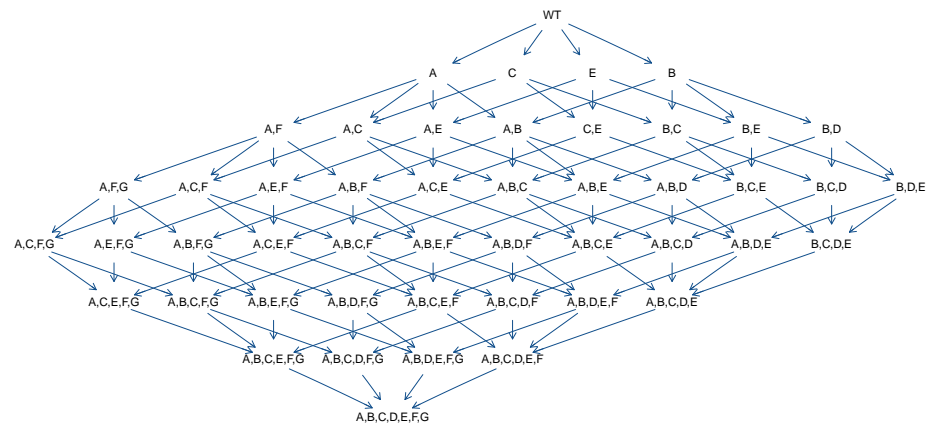 WT
A C E B
A,F A,C A,E A,B C,E B,C B,E B,D
A,F,G A,C,F A,E,F A,B,F A,C,E A,B,C A,B,E A,B,D B,C,E B,C,D B,D,E
A,C,F,G A,E,F,G A,B,F,G A,C,E,F A,B,C,F A,B,E,F A,B,D,F A,B,C,E A,B,C,D A,B,D,E B,C,D,E
A,C,E,F,G A,B,C,F,G A,B,E,F,G A,B,D,F,G A,B,C,E,F A,B,C,D,F A,B,D,E,F A,B,C,D,E
A,B,C,E,F,G A,B,C,D,F,G A,B,D,E,F,G A,B,C,D,E,F
A,B,C,D,E,F,G